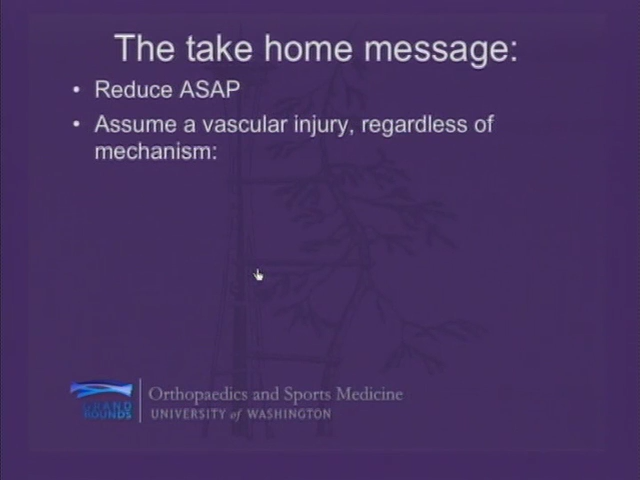 The take home message:
• Reduce ASAP
• Assume a vascular injury, regardless of
mechanism:
GRAND
ROUNDS
Orthopaedics and Sports Medicine
UNIVERSITY of WASHINGTON